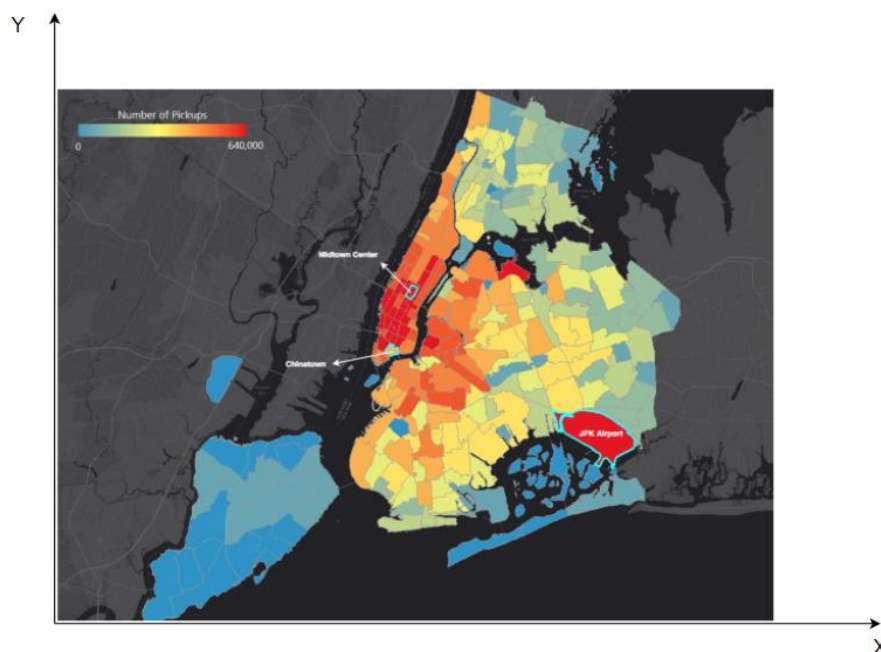 Y
Number of Pickups
0
640,000
Midtown Center
Chinatown
JFK Airport
X